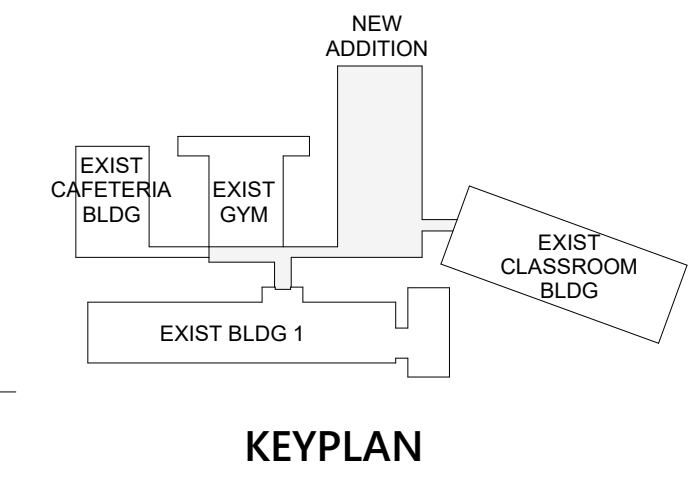 NEW
ADDITION
EXIST
CAFETERIA
BLDG
EXIST
GYM
EXIST
CLASSROOM
BLDG
EXIST BLDG 1
KEYPLAN